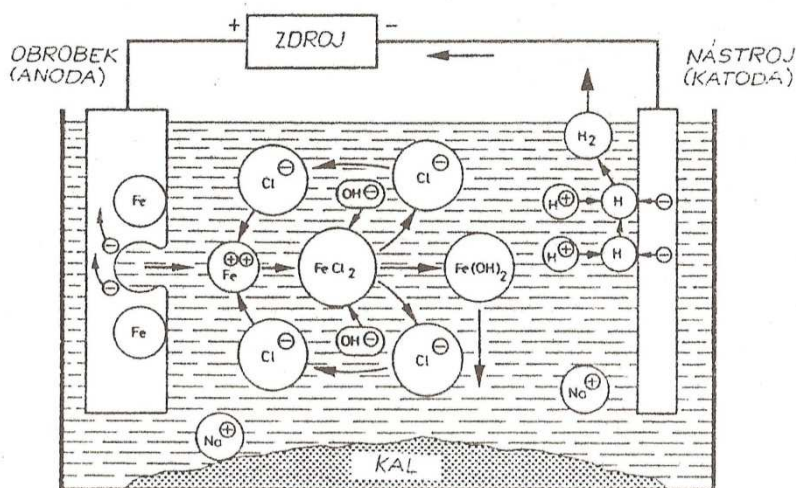 + ZDROJ −
OBROBEK
(ANODA)
NÁSTROJ
(KATODA)
H2
Cl ⊖
Cl ⊖
OH ⊖
Fe
H ⊕
H
⊖
⊖
Fe ⊕⊕
FeCl2
Fe(OH)2
H ⊕
H
⊖
⊖
Fe
OH ⊖
Cl ⊖
Cl ⊖
Na ⊕
Na ⊕
KAL